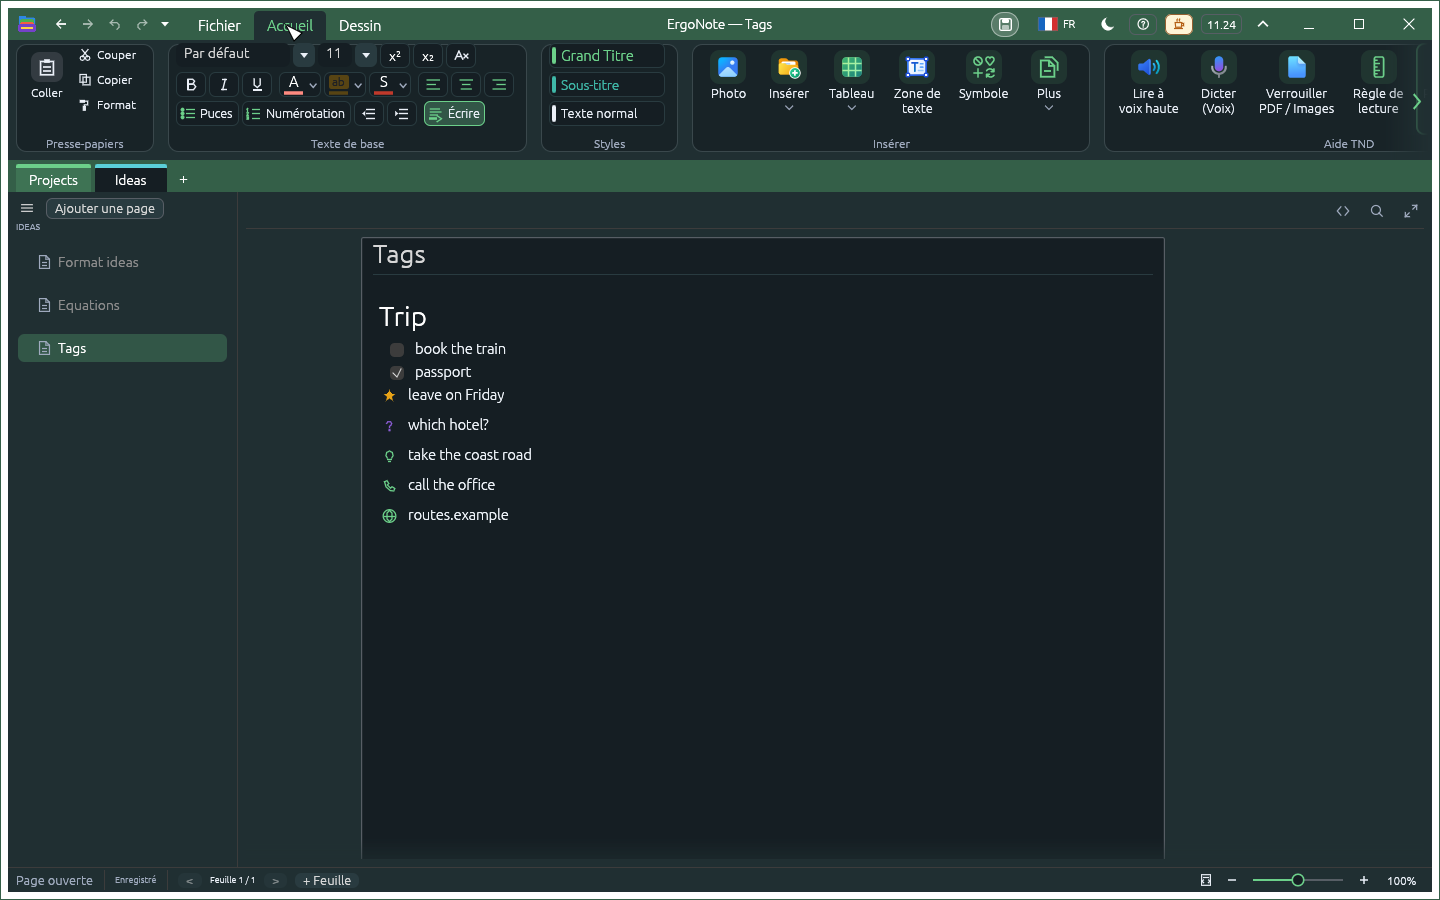 Fichier
Accueil
Dessin
ErgoNote — Tags
FR
11.24
Coller
Couper
Copier
Format
Presse-papiers
Par défaut
11
x²
x₂
B
I
U
A
ab
S
Puces
Numérotation
Écrire
Texte de base
Grand Titre
Sous-titre
Texte normal
Styles
Photo
Insérer
Tableau
Zone de texte
Symbole
Plus
Insérer
Lire à voix haute
Dicter (Voix)
Verrouiller PDF / Images
Règle de lecture
Aide TND
Projects
Ideas
+
Ajouter une page
IDEAS
Format ideas
Equations
Tags
Tags
Trip
book the train
passport
leave on Friday
which hotel?
take the coast road
call the office
routes.example
Page ouverte
Enregistré
< Feuille 1 / 1 >
+ Feuille
100%